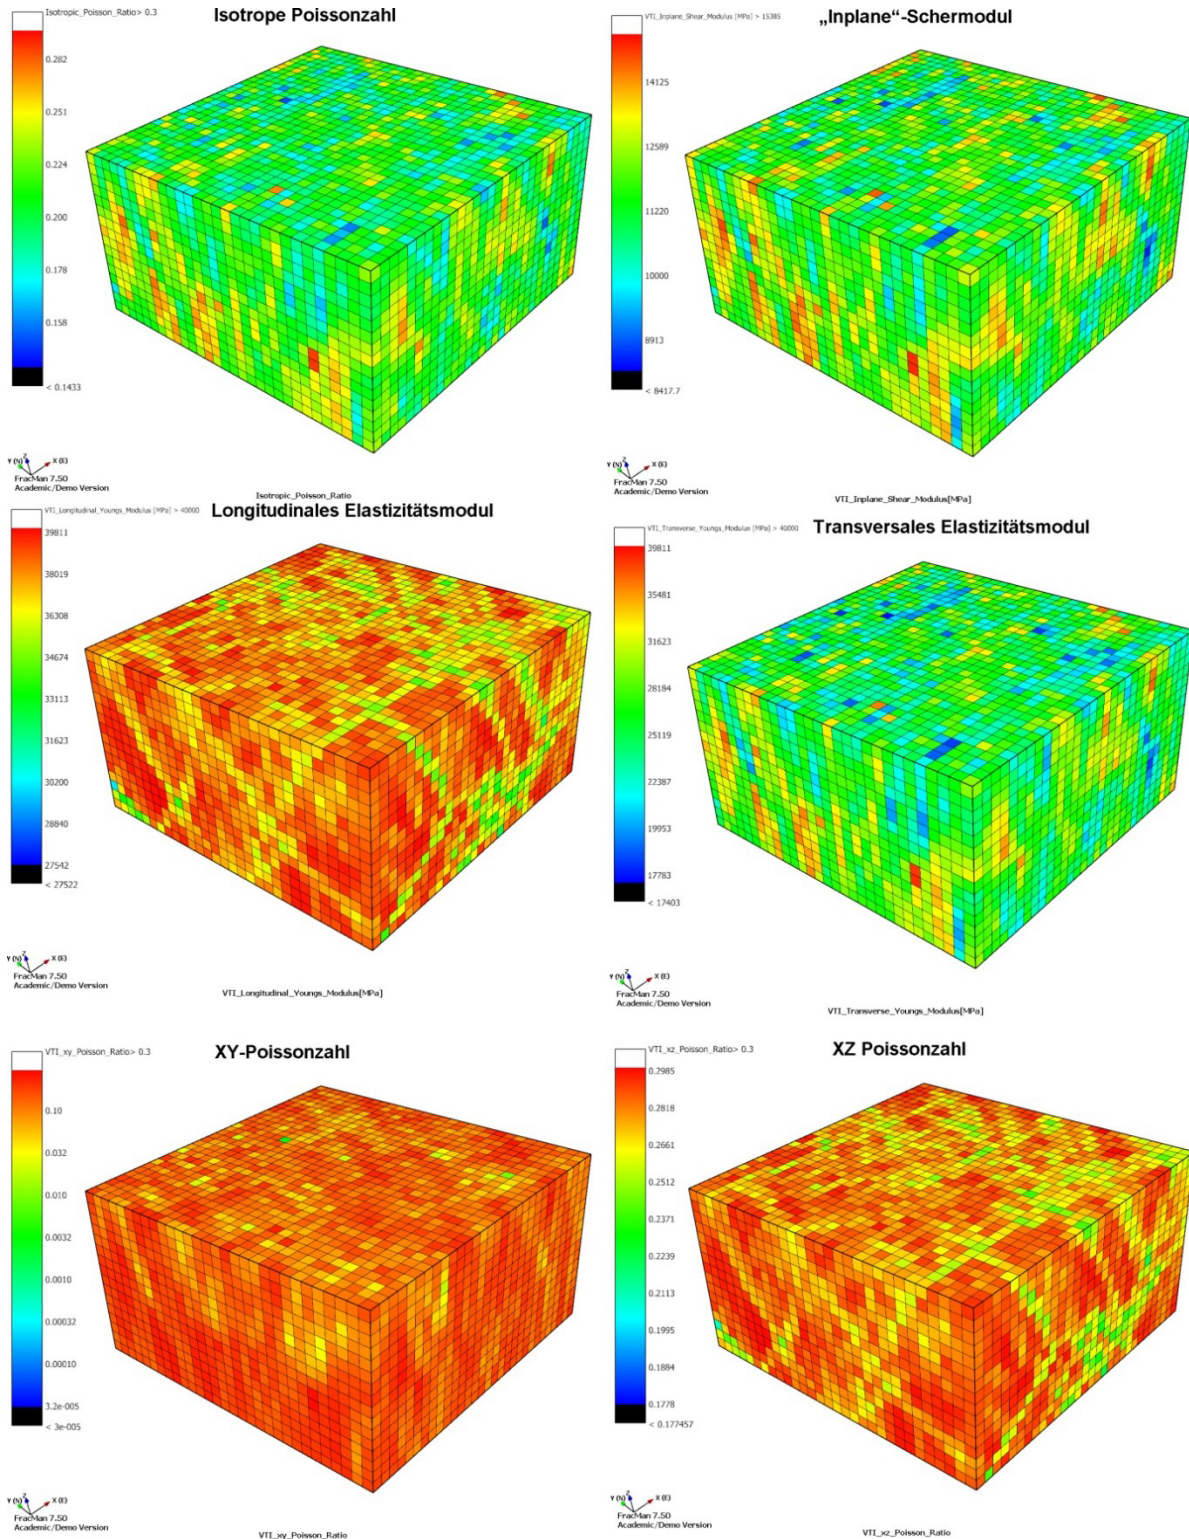 Isotropic_Poisson_Ratio> 0.3
Isotrope Poissonzahl
0.282
0.251
0.224
0.200
0.178
0.158
< 0.1433
Y (N) Z X (E)
FracMan 7.50
Academic/Demo Version
Isotropic_Poisson_Ratio
VTI_Inplane_Shear_Modulus [MPa] > 15385
„Inplane“-Schermodul
14125
12589
11220
10000
8913
< 8417.7
Y (N) Z X (E)
FracMan 7.50
Academic/Demo Version
VTI_Inplane_Shear_Modulus[MPa]
VTI_Longitudinal_Youngs_Modulus [MPa] > 40000
Longitudinales Elastizitätsmodul
39811
38019
36308
34674
33113
31623
30200
28840
27542
< 27522
Y (N) Z X (E)
FracMan 7.50
Academic/Demo Version
VTI_Longitudinal_Youngs_Modulus[MPa]
VTI_Transverse_Youngs_Modulus [MPa] > 40000
Transversales Elastizitätsmodul
39811
35481
31623
28184
25119
22387
19953
17783
< 17403
Y (N) Z X (E)
FracMan 7.50
Academic/Demo Version
VTI_Transverse_Youngs_Modulus[MPa]
VTI_xy_Poisson_Ratio> 0.3
XY-Poissonzahl
0.10
0.032
0.010
0.0032
0.0010
0.00032
0.00010
3.2e-005
< 3e-005
Y (N) Z X (E)
FracMan 7.50
Academic/Demo Version
VTI_xy_Poisson_Ratio
VTI_xz_Poisson_Ratio> 0.3
XZ Poissonzahl
0.2985
0.2818
0.2661
0.2512
0.2371
0.2239
0.2113
0.1995
0.1884
0.1778
< 0.177457
Y (N) Z X (E)
FracMan 7.50
Academic/Demo Version
VTI_xz_Poisson_Ratio